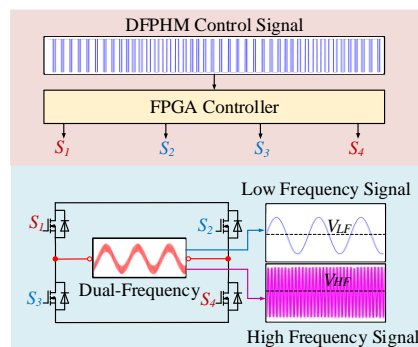 DFPHM Control Signal
FPGA Controller
S1 S2 S3 S4
Low Frequency Signal
S1 S2
VLF
Dual-Frequency
VHF
S3 S4
High Frequency Signal